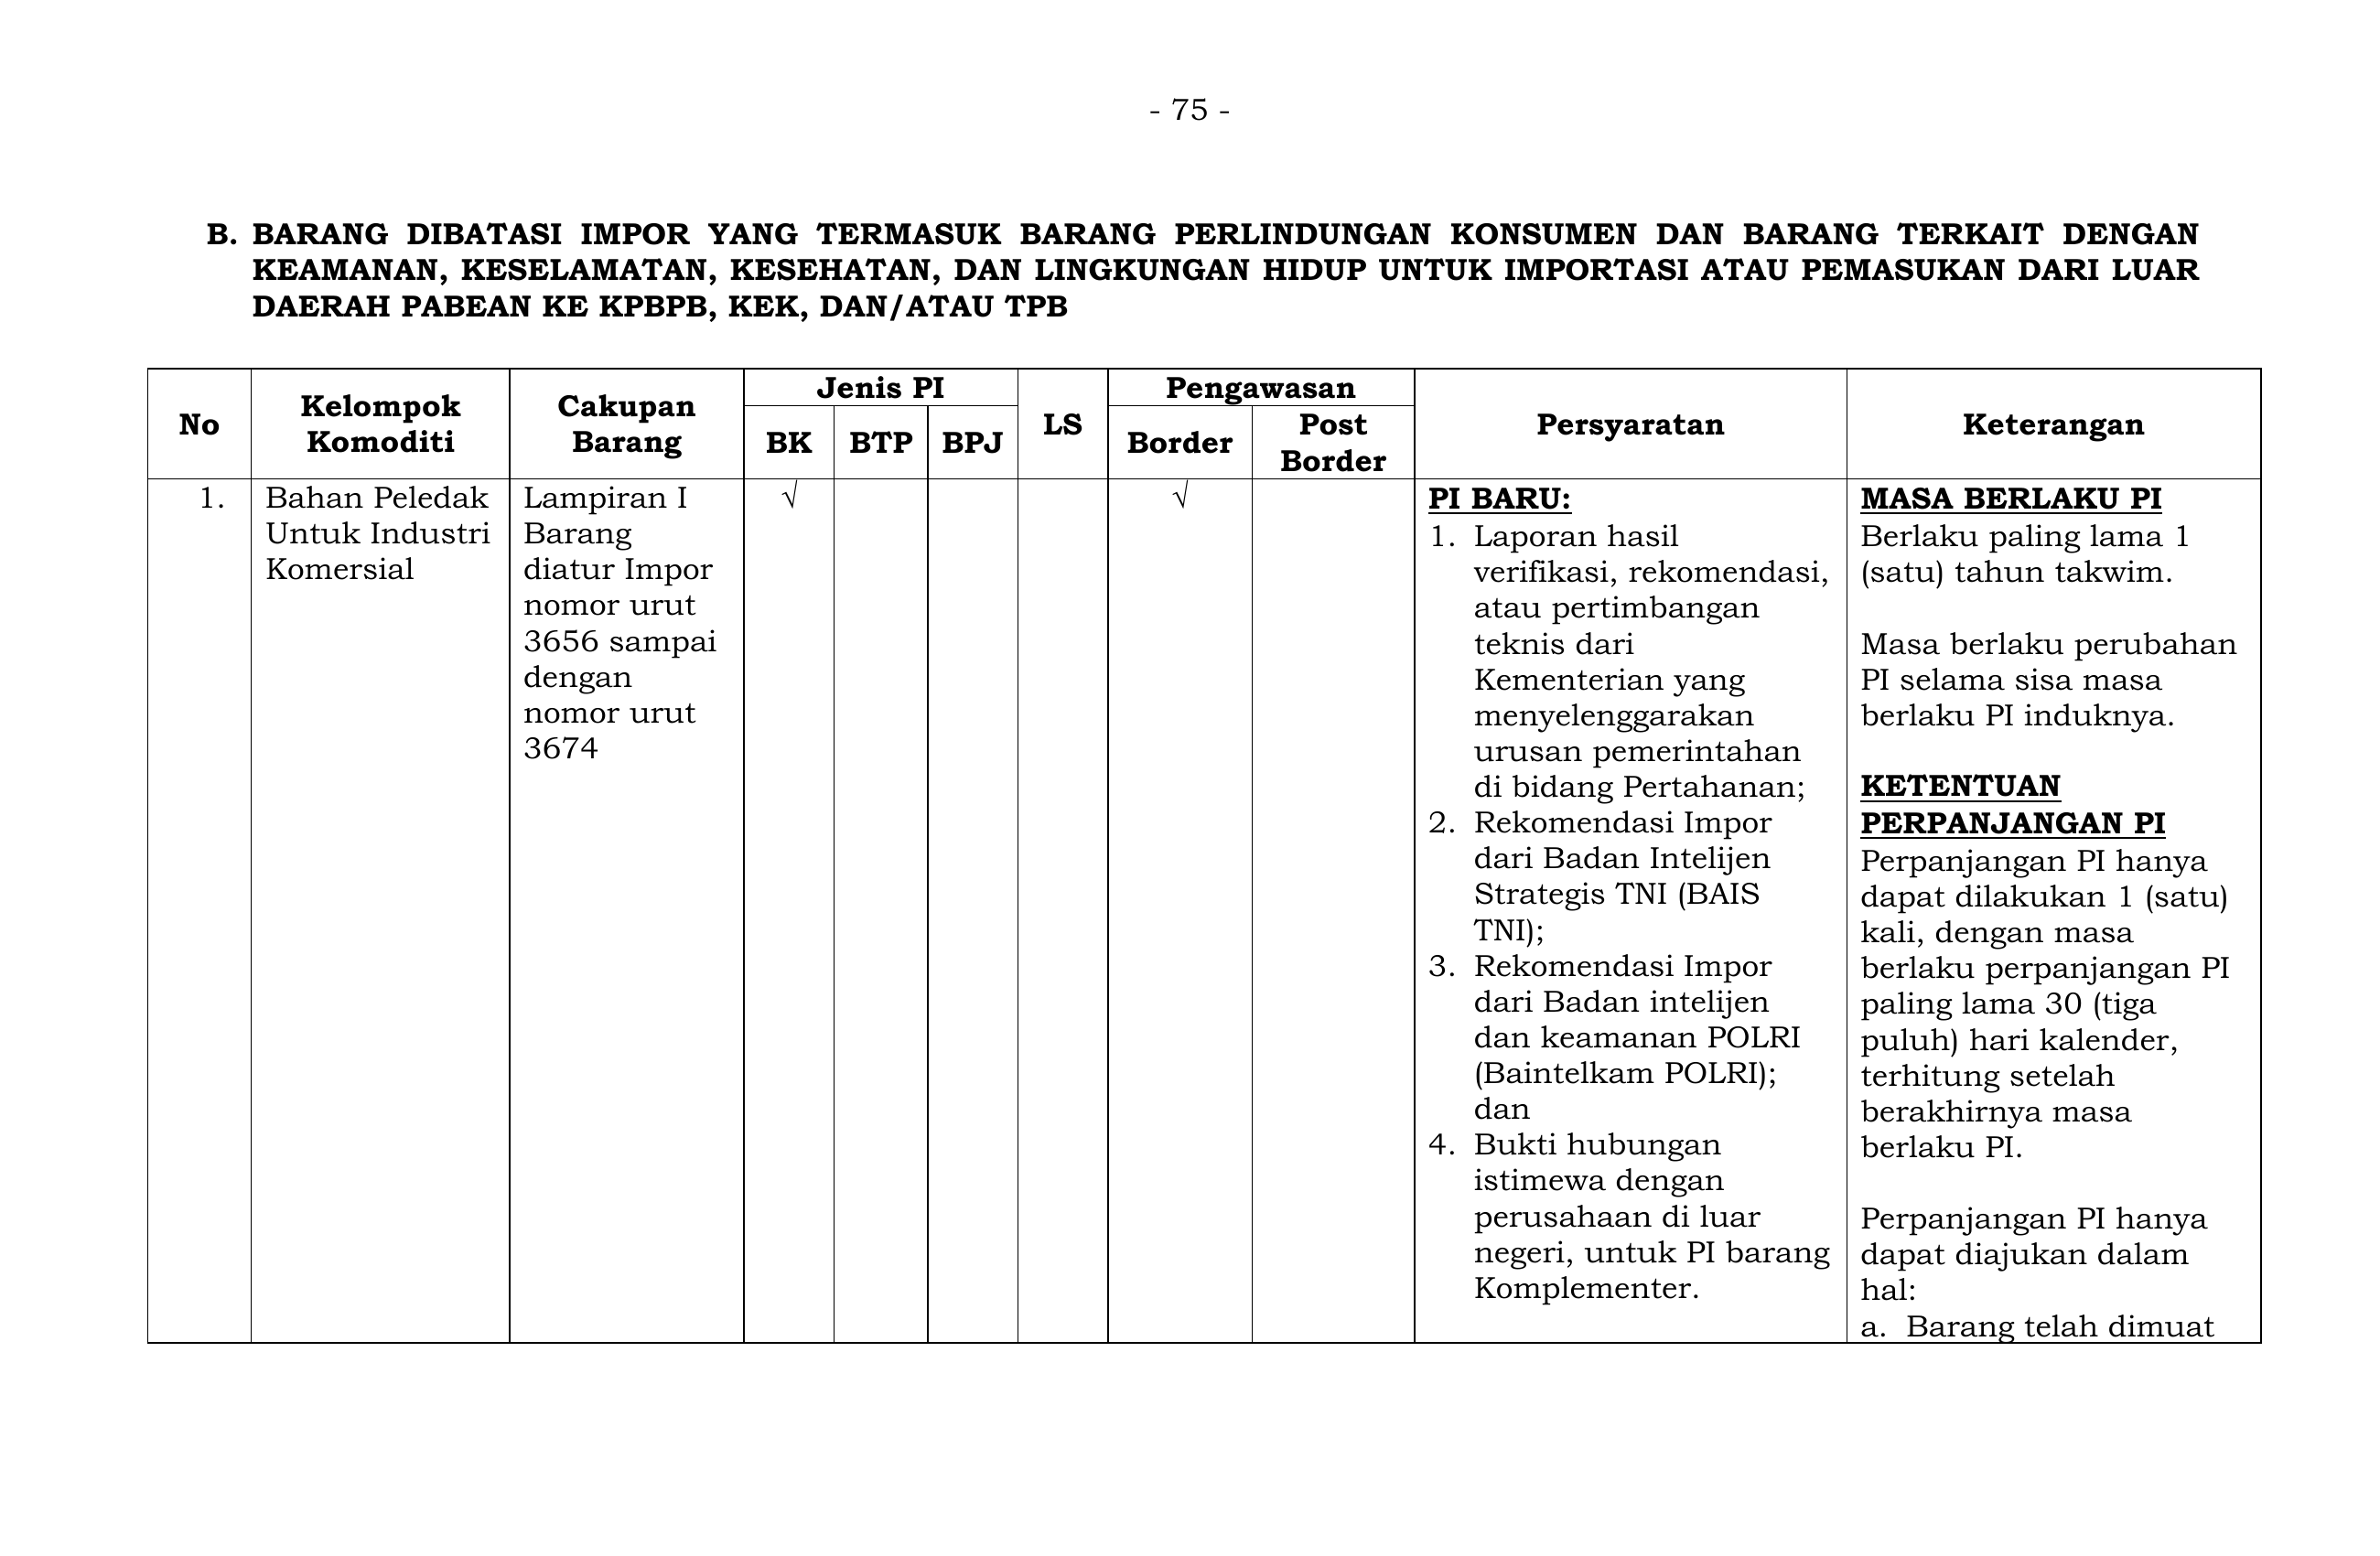 - 75 -
B. BARANG DIBATASI IMPOR YANG TERMASUK BARANG PERLINDUNGAN KONSUMEN DAN BARANG TERKAIT DENGAN
KEAMANAN, KESELAMATAN, KESEHATAN, DAN LINGKUNGAN HIDUP UNTUK IMPORTASI ATAU PEMASUKAN DARI LUAR
DAERAH PABEAN KE KPBPB, KEK, DAN/ATAU TPB
No
Kelompok
Komoditi
Cakupan
Barang
Jenis PI
BK
BTP
BPJ
LS
Pengawasan
Border
Post
Border
Persyaratan
Keterangan
1.
Bahan Peledak
Untuk Industri
Komersial
Lampiran I
Barang
diatur Impor
nomor urut
3656 sampai
dengan
nomor urut
3674
√
√
PI BARU:
1. Laporan hasil
verifikasi, rekomendasi,
atau pertimbangan
teknis dari
Kementerian yang
menyelenggarakan
urusan pemerintahan
di bidang Pertahanan;
2. Rekomendasi Impor
dari Badan Intelijen
Strategis TNI (BAIS
TNI);
3. Rekomendasi Impor
dari Badan intelijen
dan keamanan POLRI
(Baintelkam POLRI);
dan
4. Bukti hubungan
istimewa dengan
perusahaan di luar
negeri, untuk PI barang
Komplementer.
MASA BERLAKU PI
Berlaku paling lama 1
(satu) tahun takwim.
Masa berlaku perubahan
PI selama sisa masa
berlaku PI induknya.
KETENTUAN
PERPANJANGAN PI
Perpanjangan PI hanya
dapat dilakukan 1 (satu)
kali, dengan masa
berlaku perpanjangan PI
paling lama 30 (tiga
puluh) hari kalender,
terhitung setelah
berakhirnya masa
berlaku PI.
Perpanjangan PI hanya
dapat diajukan dalam
hal:
a. Barang telah dimuat